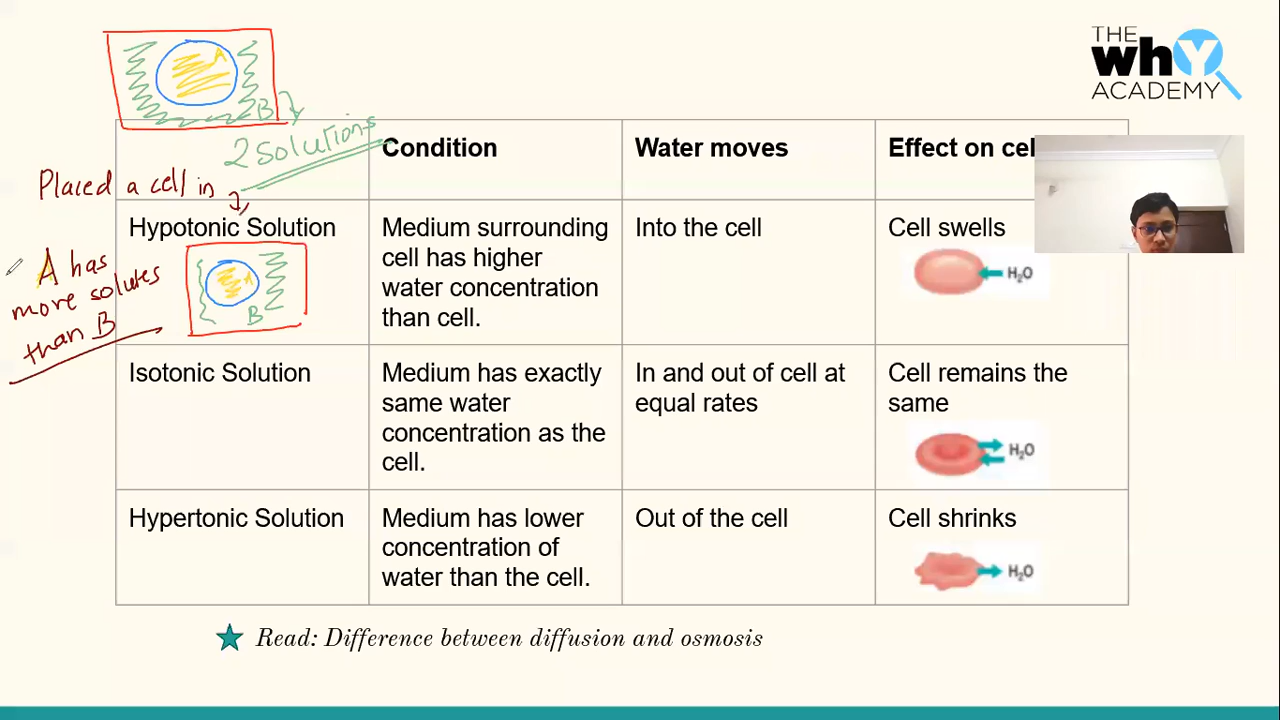 THE
whY
ACADEMY
A
B
2 Solutions
Placed a cell in
A has
more solutes
than B
Condition
Water moves
Effect on cel
Hypotonic Solution
A
B
Medium surrounding
cell has higher
water concentration
than cell.
Into the cell
Cell swells
H₂O
Isotonic Solution
Medium has exactly
same water
concentration as the
cell.
In and out of cell at
equal rates
Cell remains the
same
H₂O
Hypertonic Solution
Medium has lower
concentration of
water than the cell.
Out of the cell
Cell shrinks
H₂O
Read: Difference between diffusion and osmosis